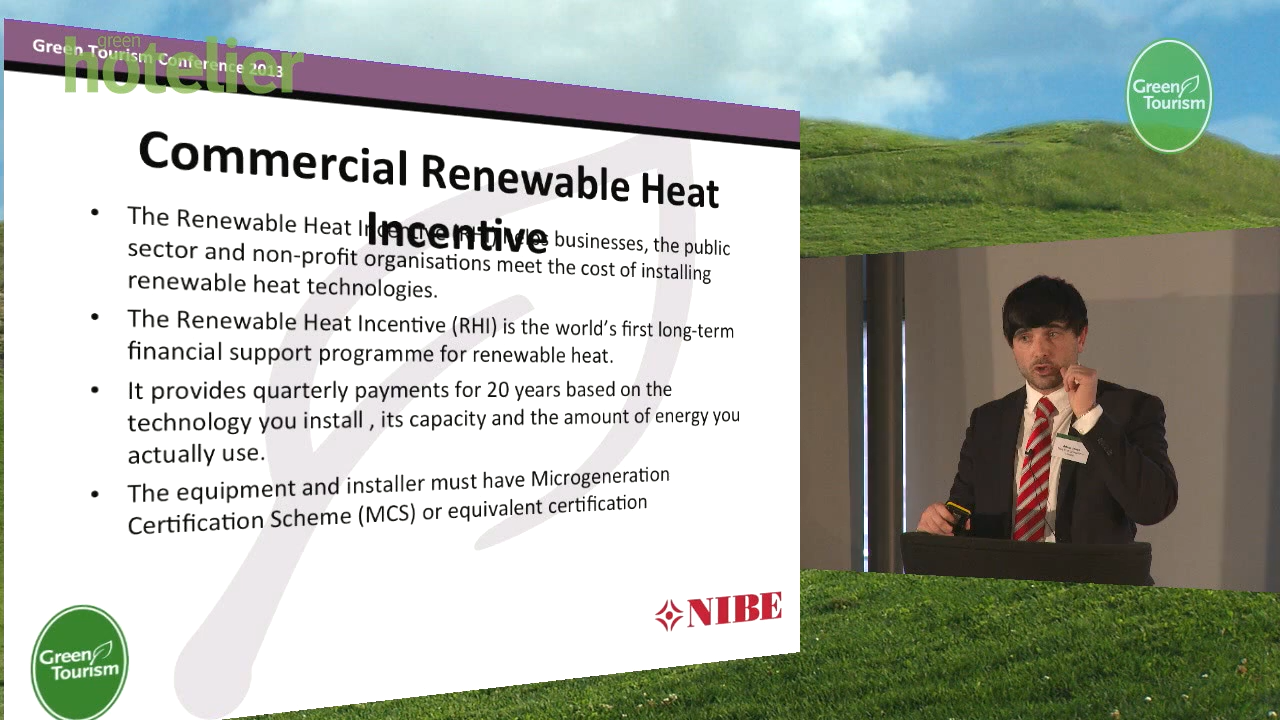 Green Tourism Conference 2013
green
hotelier
Green
Tourism
Commercial Renewable Heat
Incentive
• The Renewable Heat Incentive (RHI) helps businesses, the public
sector and non-profit organisations meet the cost of installing
renewable heat technologies.
• The Renewable Heat Incentive (RHI) is the world's first long-term
financial support programme for renewable heat.
• It provides quarterly payments for 20 years based on the
technology you install , its capacity and the amount of energy you
actually use.
• The equipment and installer must have Microgeneration
Certification Scheme (MCS) or equivalent certification
NIBE
Green
Tourism